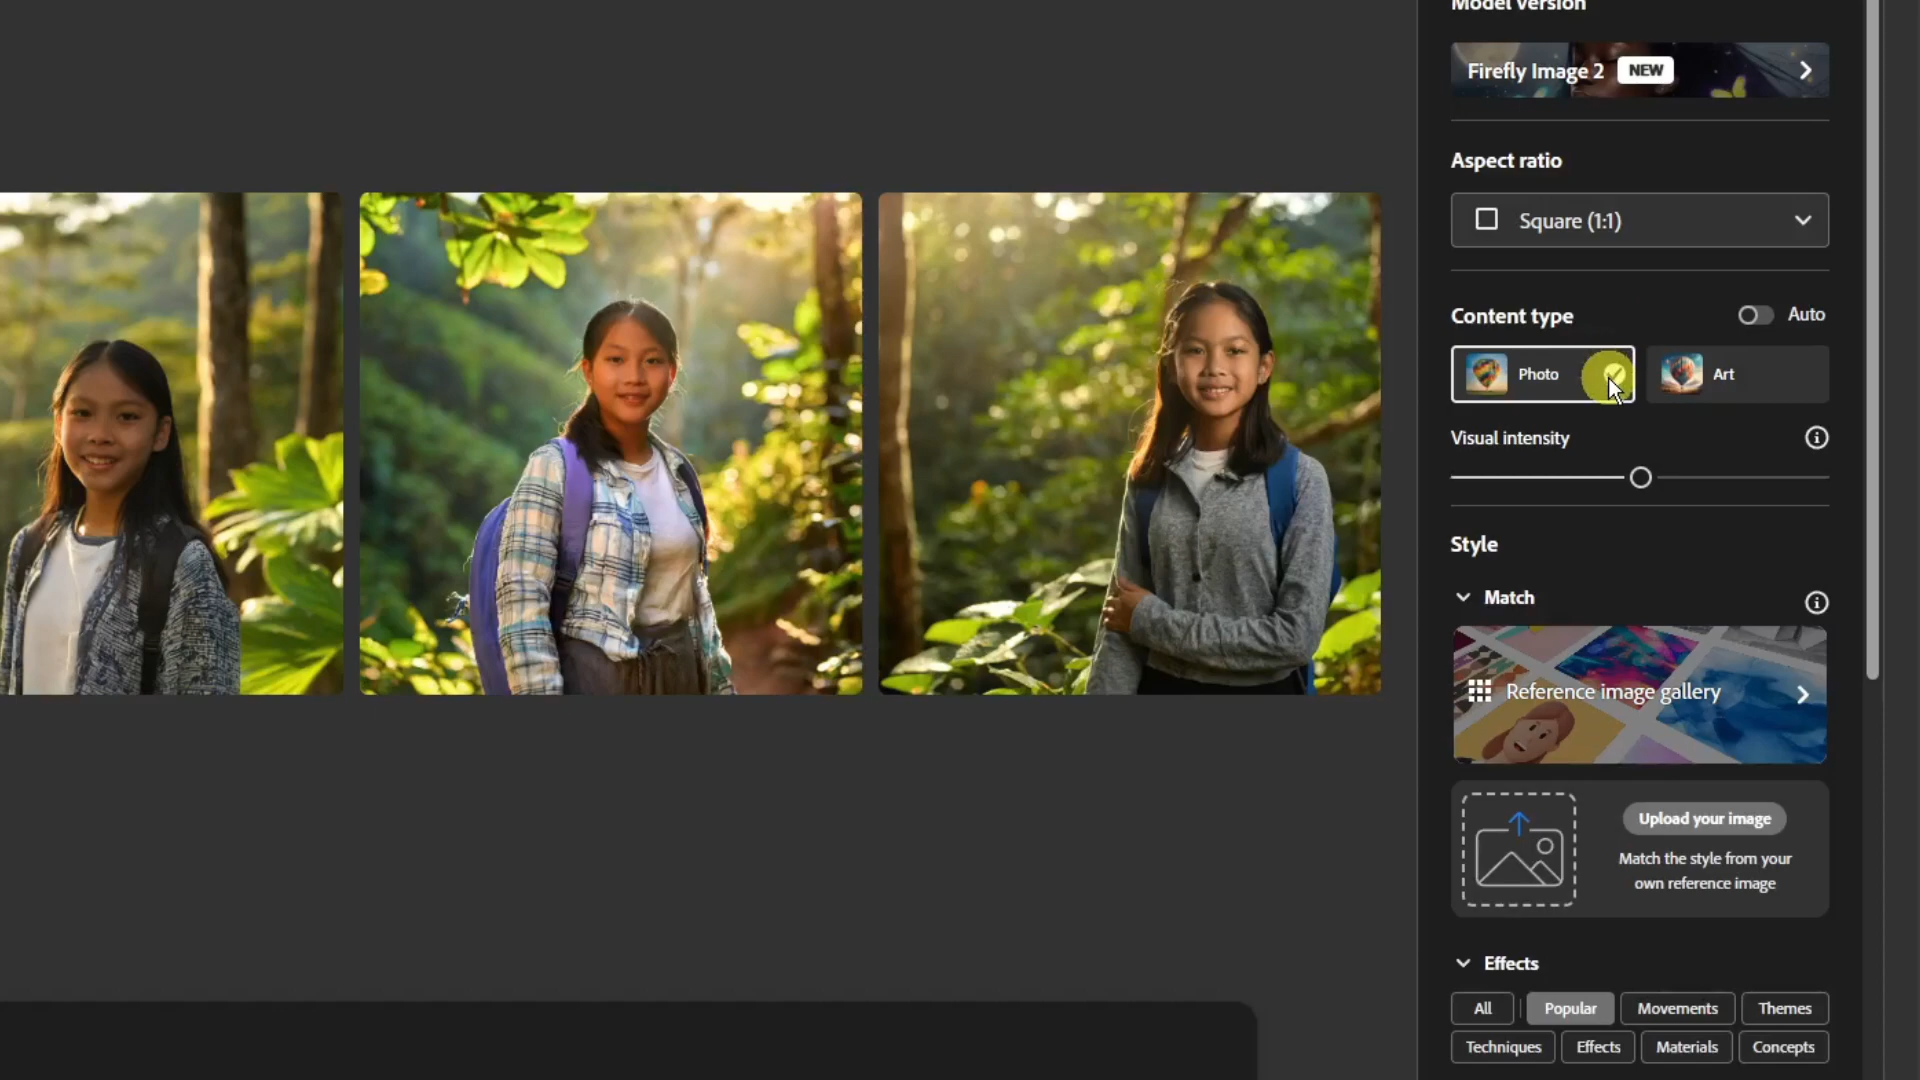 Model version
Firefly Image 2 NEW
Aspect ratio
Square (1:1)
Content type
Auto
Photo
Art
Visual intensity
Style
Match
Reference image gallery
Upload your image
Match the style from your
own reference image
Effects
All
Popular
Movements
Themes
Techniques
Effects
Materials
Concepts